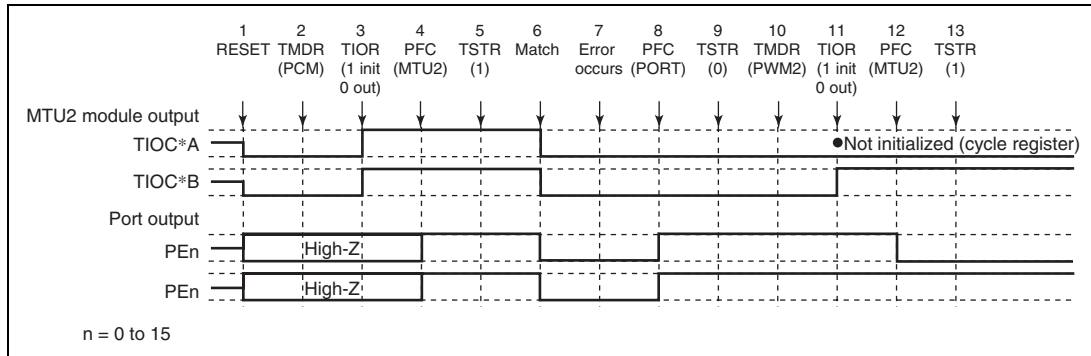 1 2 3 4 5 6 7 8 9 10 11 12 13
RESET TMDR TIOR PFC TSTR Match Error PFC TSTR TMDR TIOR PFC TSTR
(PCM) (1 init (MTU2) (1) occurs (PORT) (0) (PWM2) (1 init (MTU2) (1)
0 out) 0 out)
MTU2 module output
TIOC*A ●Not initialized (cycle register)
TIOC*B
Port output
PEn High-Z
PEn High-Z
n = 0 to 15